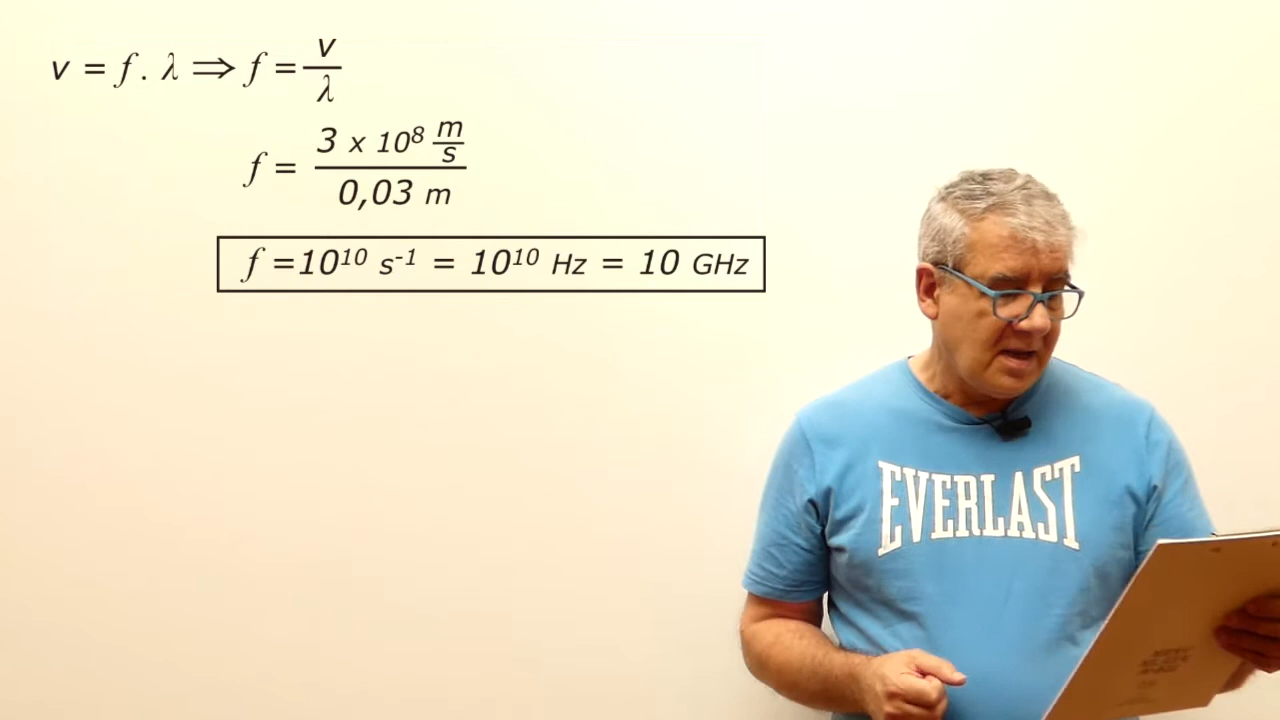 v = f . λ ⇒ f = v/λ
f = 3 x 10⁸ m/s / 0,03 m
f =10¹⁰ s⁻¹ = 10¹⁰ Hz = 10 GHz
EVERLAST